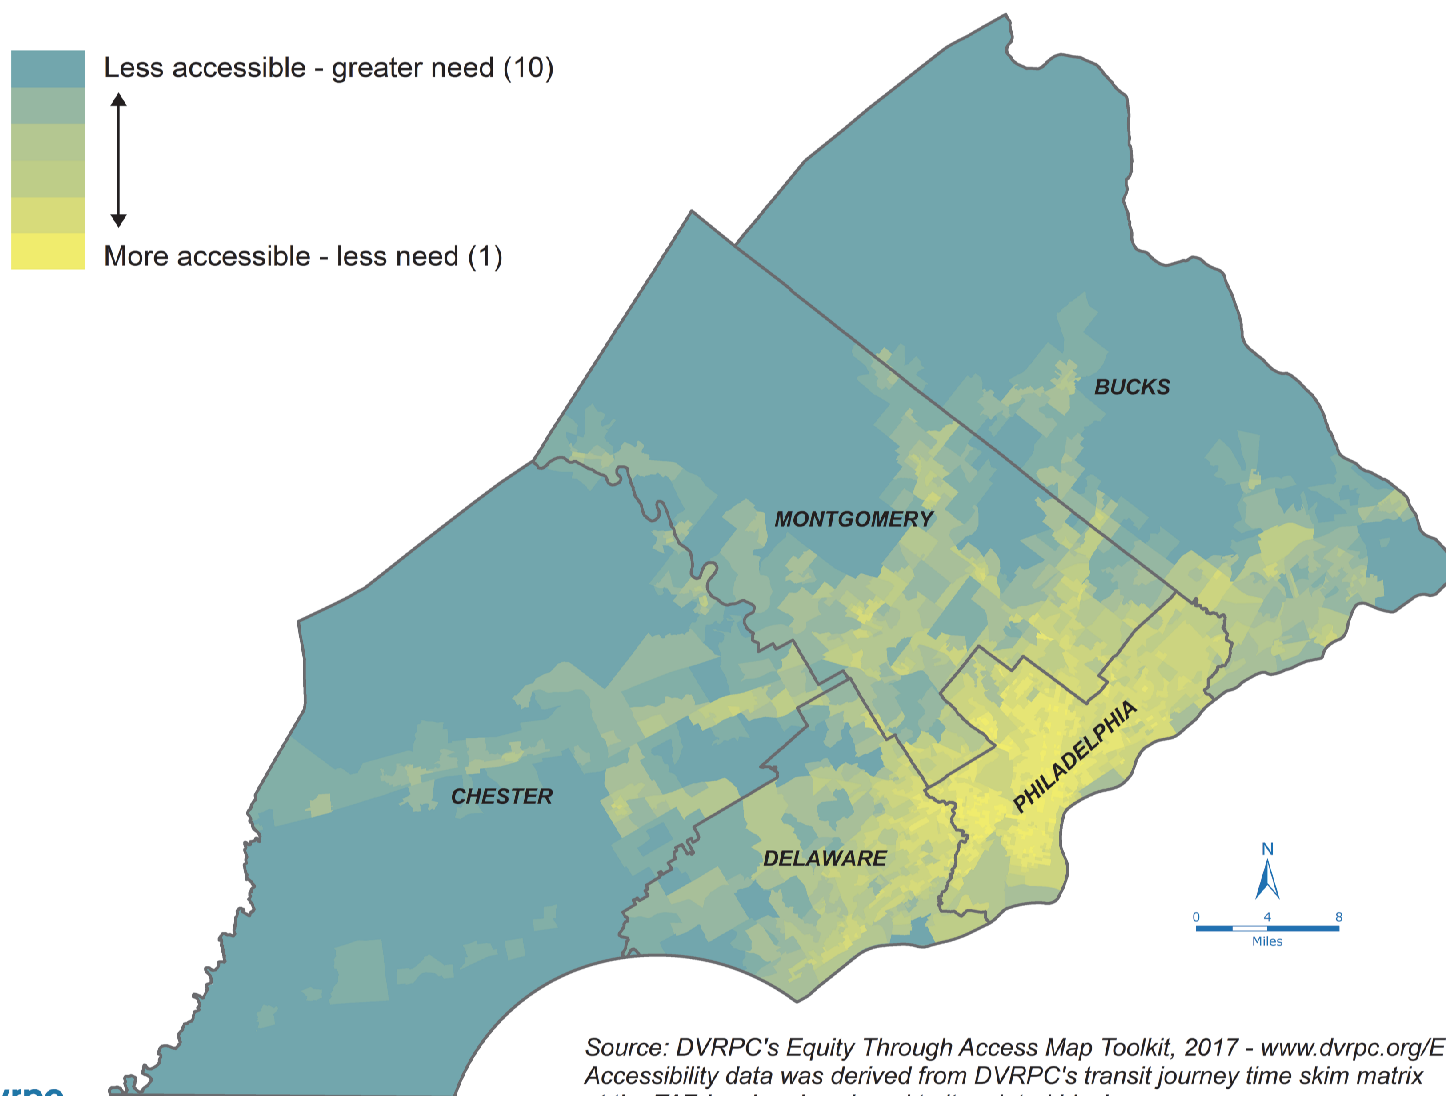 Less accessible - greater need (10)
More accessible - less need (1)
BUCKS
MONTGOMERY
PHILADELPHIA
CHESTER
DELAWARE
N
0 4 8
Miles
Source: DVRPC's Equity Through Access Map Toolkit, 2017 - www.dvrpc.org/E
Accessibility data was derived from DVRPC's transit journey time skim matrix